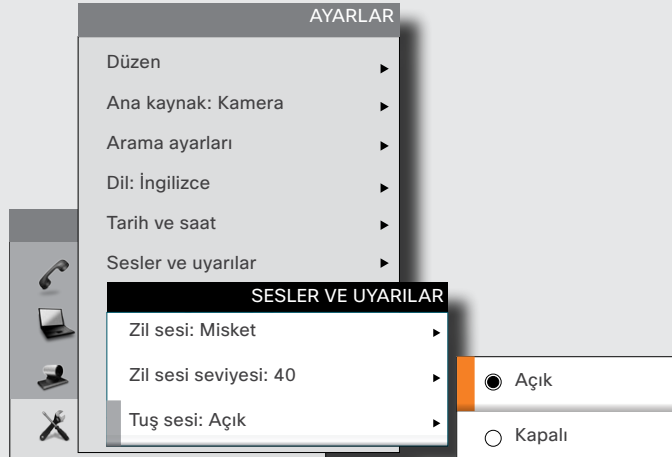 AYARLAR
Düzen
Ana kaynak: Kamera
Arama ayarları
Dil: İngilizce
Tarih ve saat
Sesler ve uyarılar
SESLER VE UYARILAR
Zil sesi: Misket
Zil sesi seviyesi: 40
Tuş sesi: Açık
Açık
Kapalı